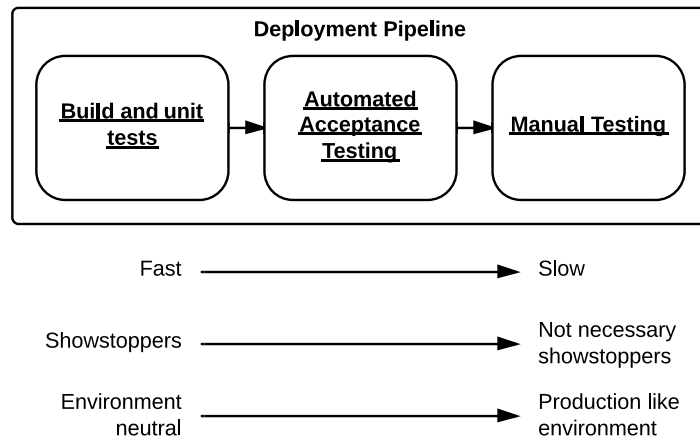 Deployment Pipeline
Build and unit
tests
Automated
Acceptance
Testing
Manual Testing
Fast
Slow
Showstoppers
Not necessary
showstoppers
Environment
neutral
Production like
environment